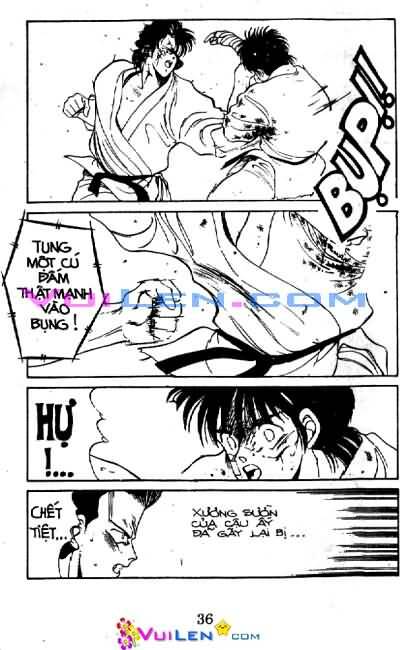 BỤP!!
TUNG
MỘT CÚ
ĐẤM
THẬT MẠNH
VÀO
BỤNG!
VUILEN.COM
HỰ
!....
CHẾT
TIỆT...
XƯƠNG SƯỜN
CỦA CẬU ẤY
ĐÃ GÃY LẠI BỊ ...
36
VUILEN.COM